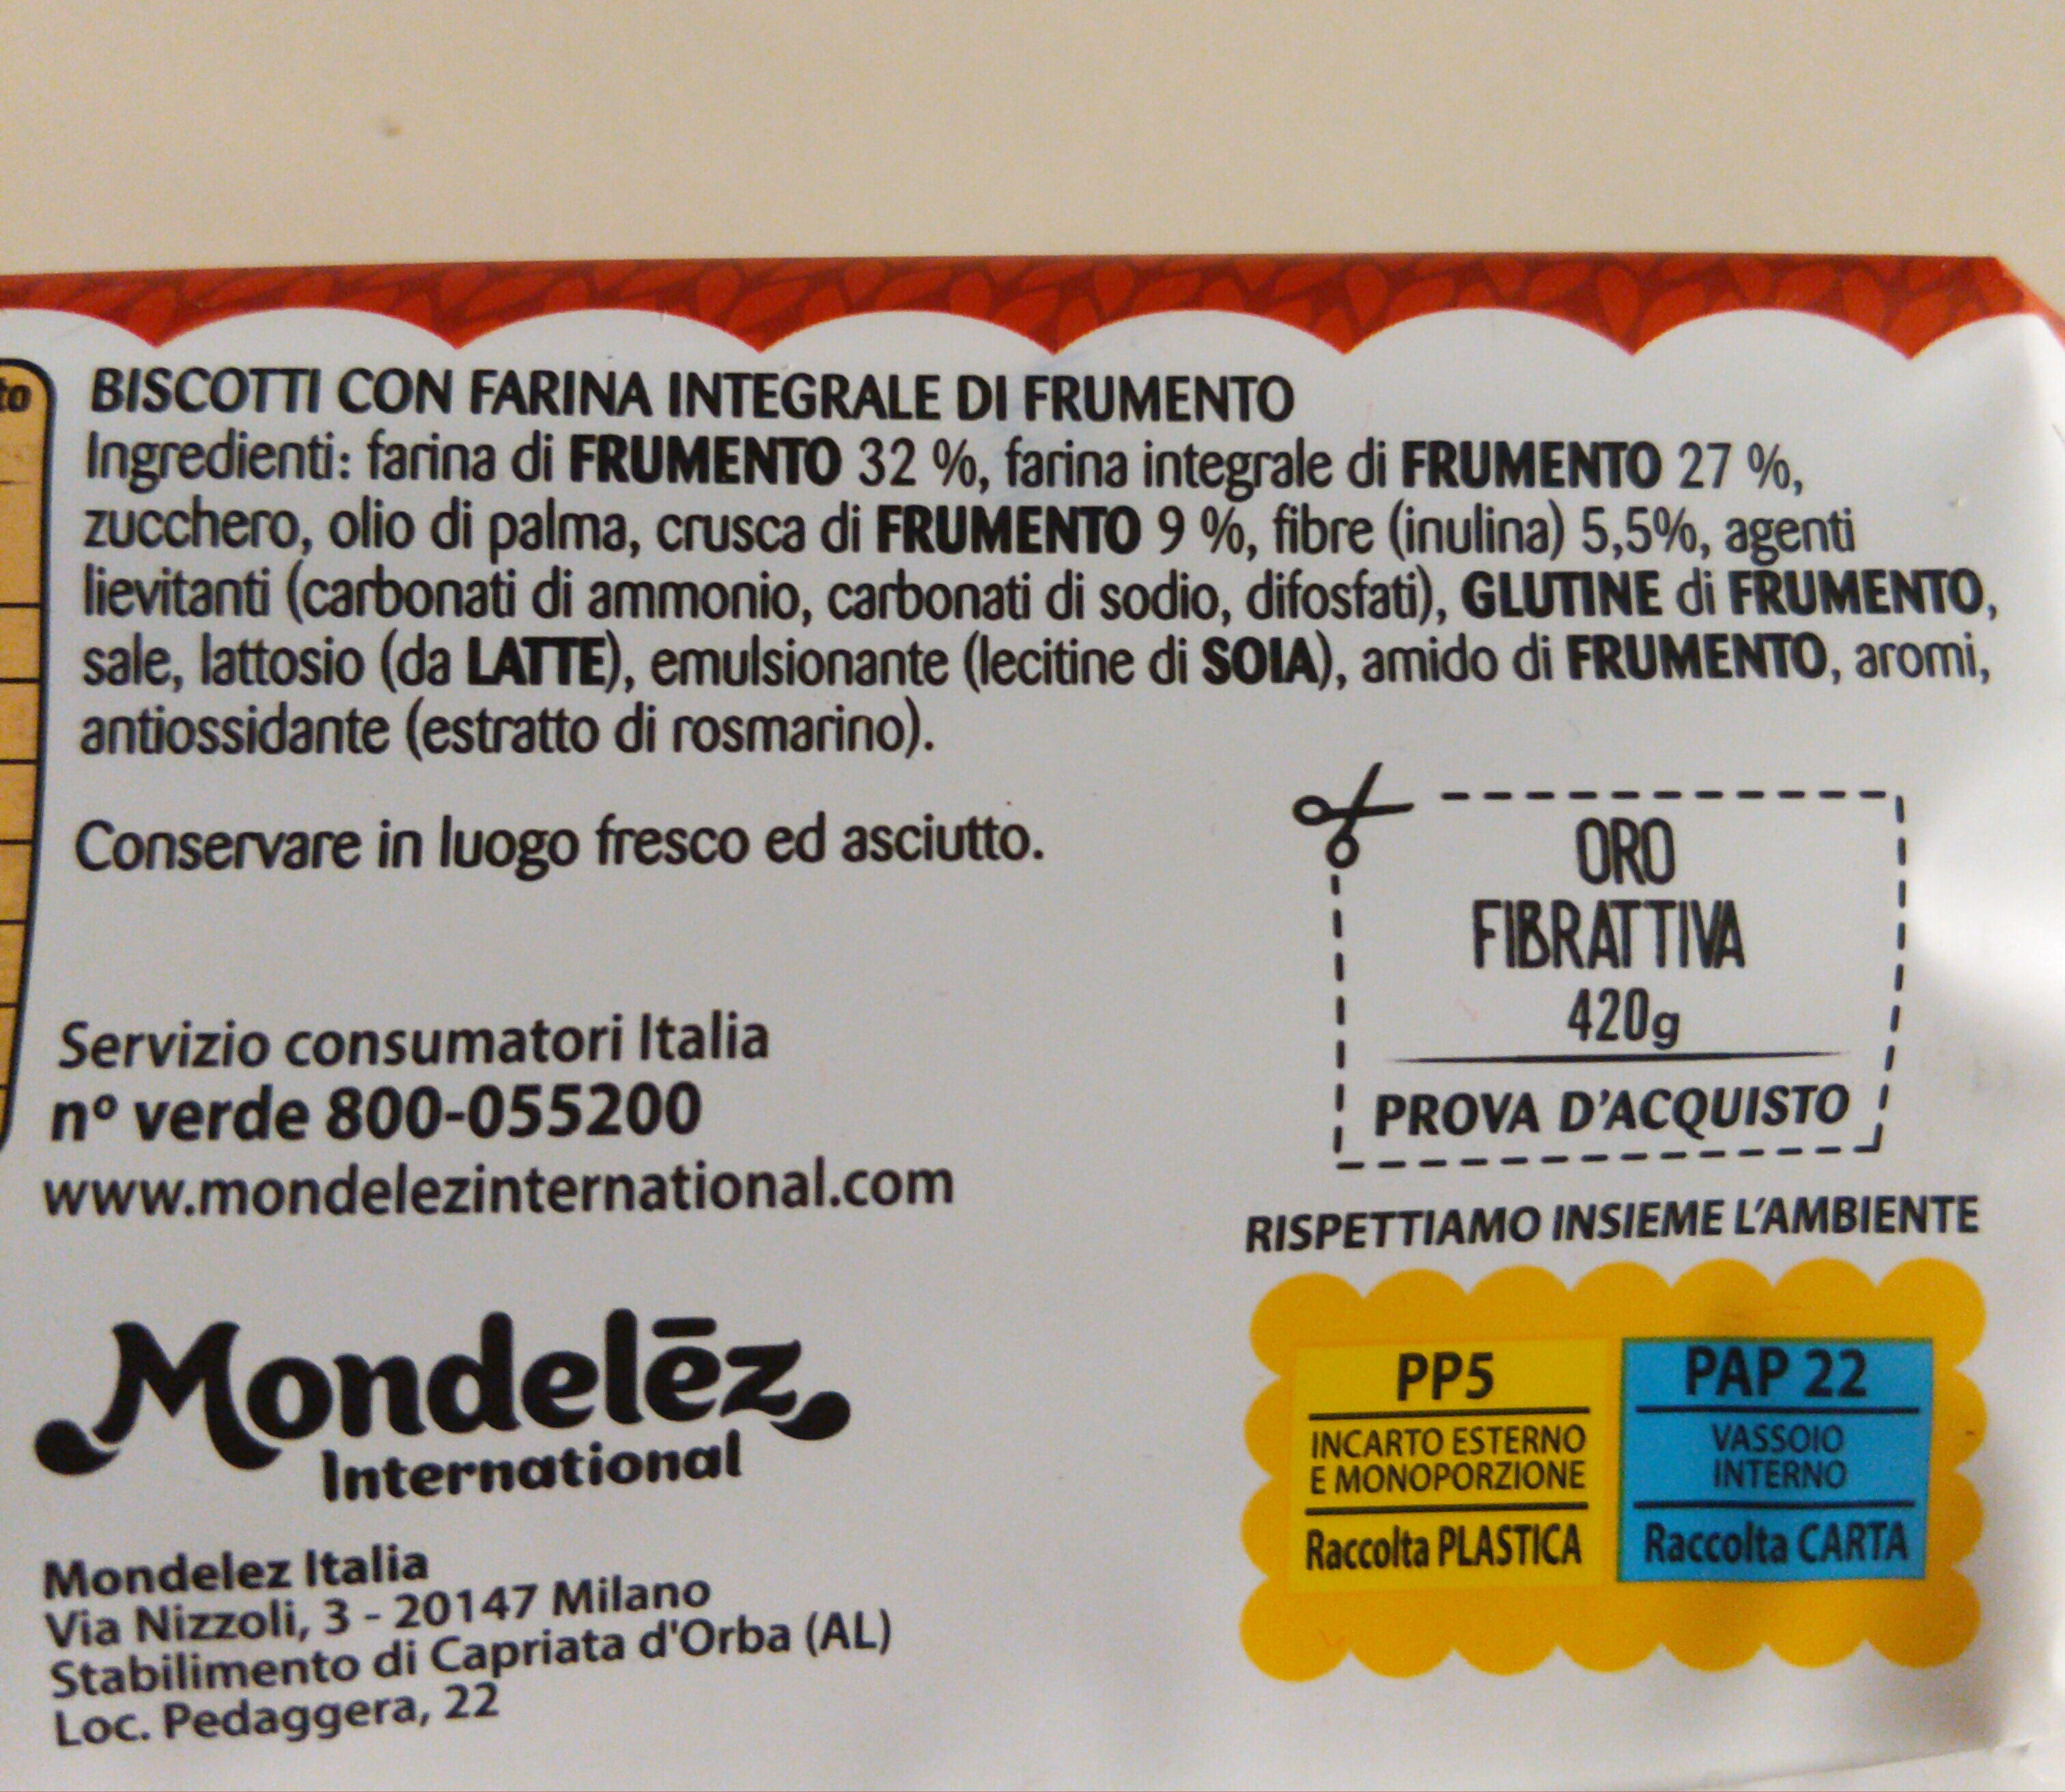 to
BISCOTTI CON FARINA INTEGRALE DI FRUMENTO
Ingredienti: farina di FRUMENTO 32 %, farina integrale di FRUMENTO 27 %,
zucchero, olio di palma, crusca di FRUMENTO 9 %, fibre (inulina) 5,5%, agenti
lievitanti (carbonati di ammonio, carbonati di sodio, difosfati), GLUTINE di FRUMENTO,
sale, lattosio (da LATTE), emulsionante (lecitine di SOIA), amido di FRUMENTO, aromi,
antiossidante (estratto di rosmarino).
Conservare in luogo fresco ed asciutto.
Servizio consumatori Italia
n° verde 800-055200
www.mondelezinternational.com
Mondelēz
International
Mondelez Italia
Via Nizzoli, 3 - 20147 Milano
Stabilimento di Capriata d'Orba (AL)
Loc. Pedaggera, 22
ORO
FIBRATTIVA
420g
PROVA D'ACQUISTO
RISPETTIAMO INSIEME L'AMBIENTE
PP5
INCARTO ESTERNO
E MONOPORZIONE
Raccolta PLASTICA
PAP 22
VASSOIO
INTERNO
Raccolta CARTA